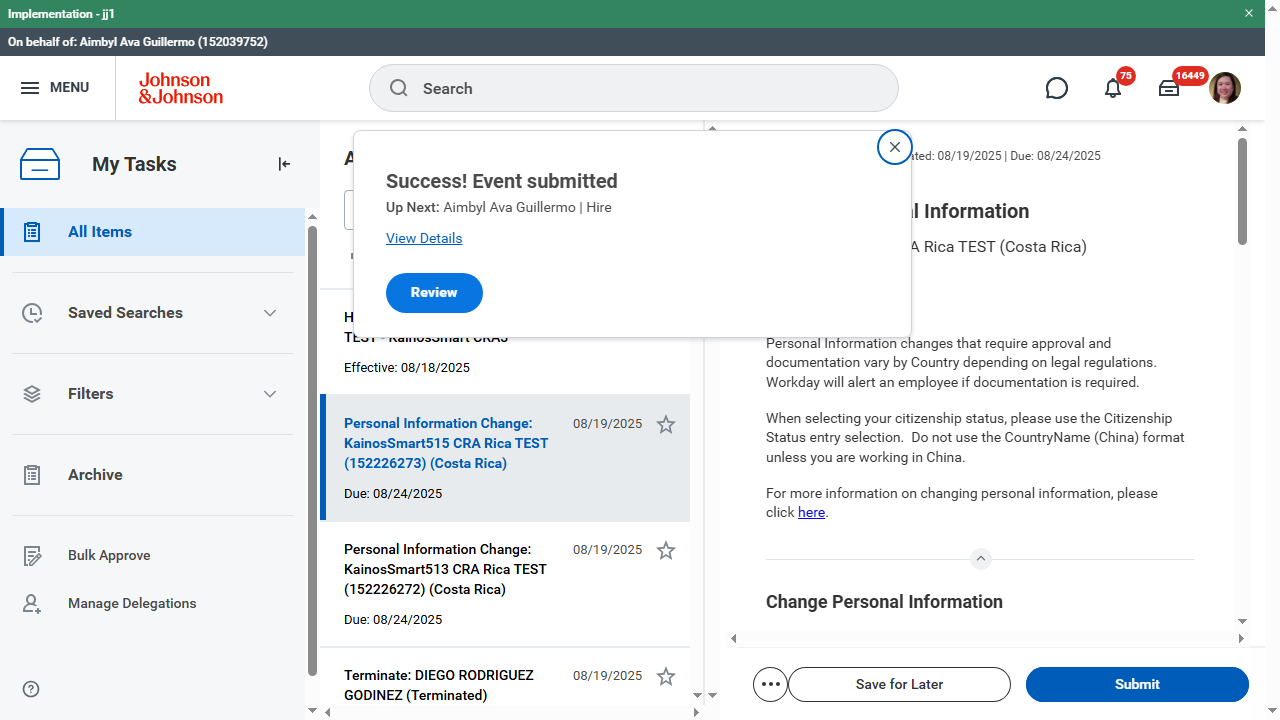 Implementation - jj1
On behalf of: Aimbyl Ava Guillermo (152039752)
MENU
Johnson
&Johnson
Search
75
16449
My Tasks
All Items
Saved Searches
Filters
Archive
Bulk Approve
Manage Delegations
Success! Event submitted
Up Next: Aimbyl Ava Guillermo | Hire
View Details
Review
TEST - KainosSmart CRAS
Effective: 08/18/2025
Personal Information Change:
KainosSmart515 CRA Rica TEST
(152226273) (Costa Rica)
08/19/2025
Due: 08/24/2025
Personal Information Change:
KainosSmart513 CRA Rica TEST
(152226272) (Costa Rica)
08/19/2025
Due: 08/24/2025
Terminate: DIEGO RODRIGUEZ
GODINEZ (Terminated)
08/19/2025
08/19/2025 | Due: 08/24/2025
Information
Rica TEST (Costa Rica)
Personal Information changes that require approval and
documentation vary by Country depending on legal regulations.
Workday will alert an employee if documentation is required.
When selecting your citizenship status, please use the Citizenship
Status entry selection.  Do not use the CountryName (China) format
unless you are working in China.
For more information on changing personal information, please
click here.
Change Personal Information
Save for Later
Submit